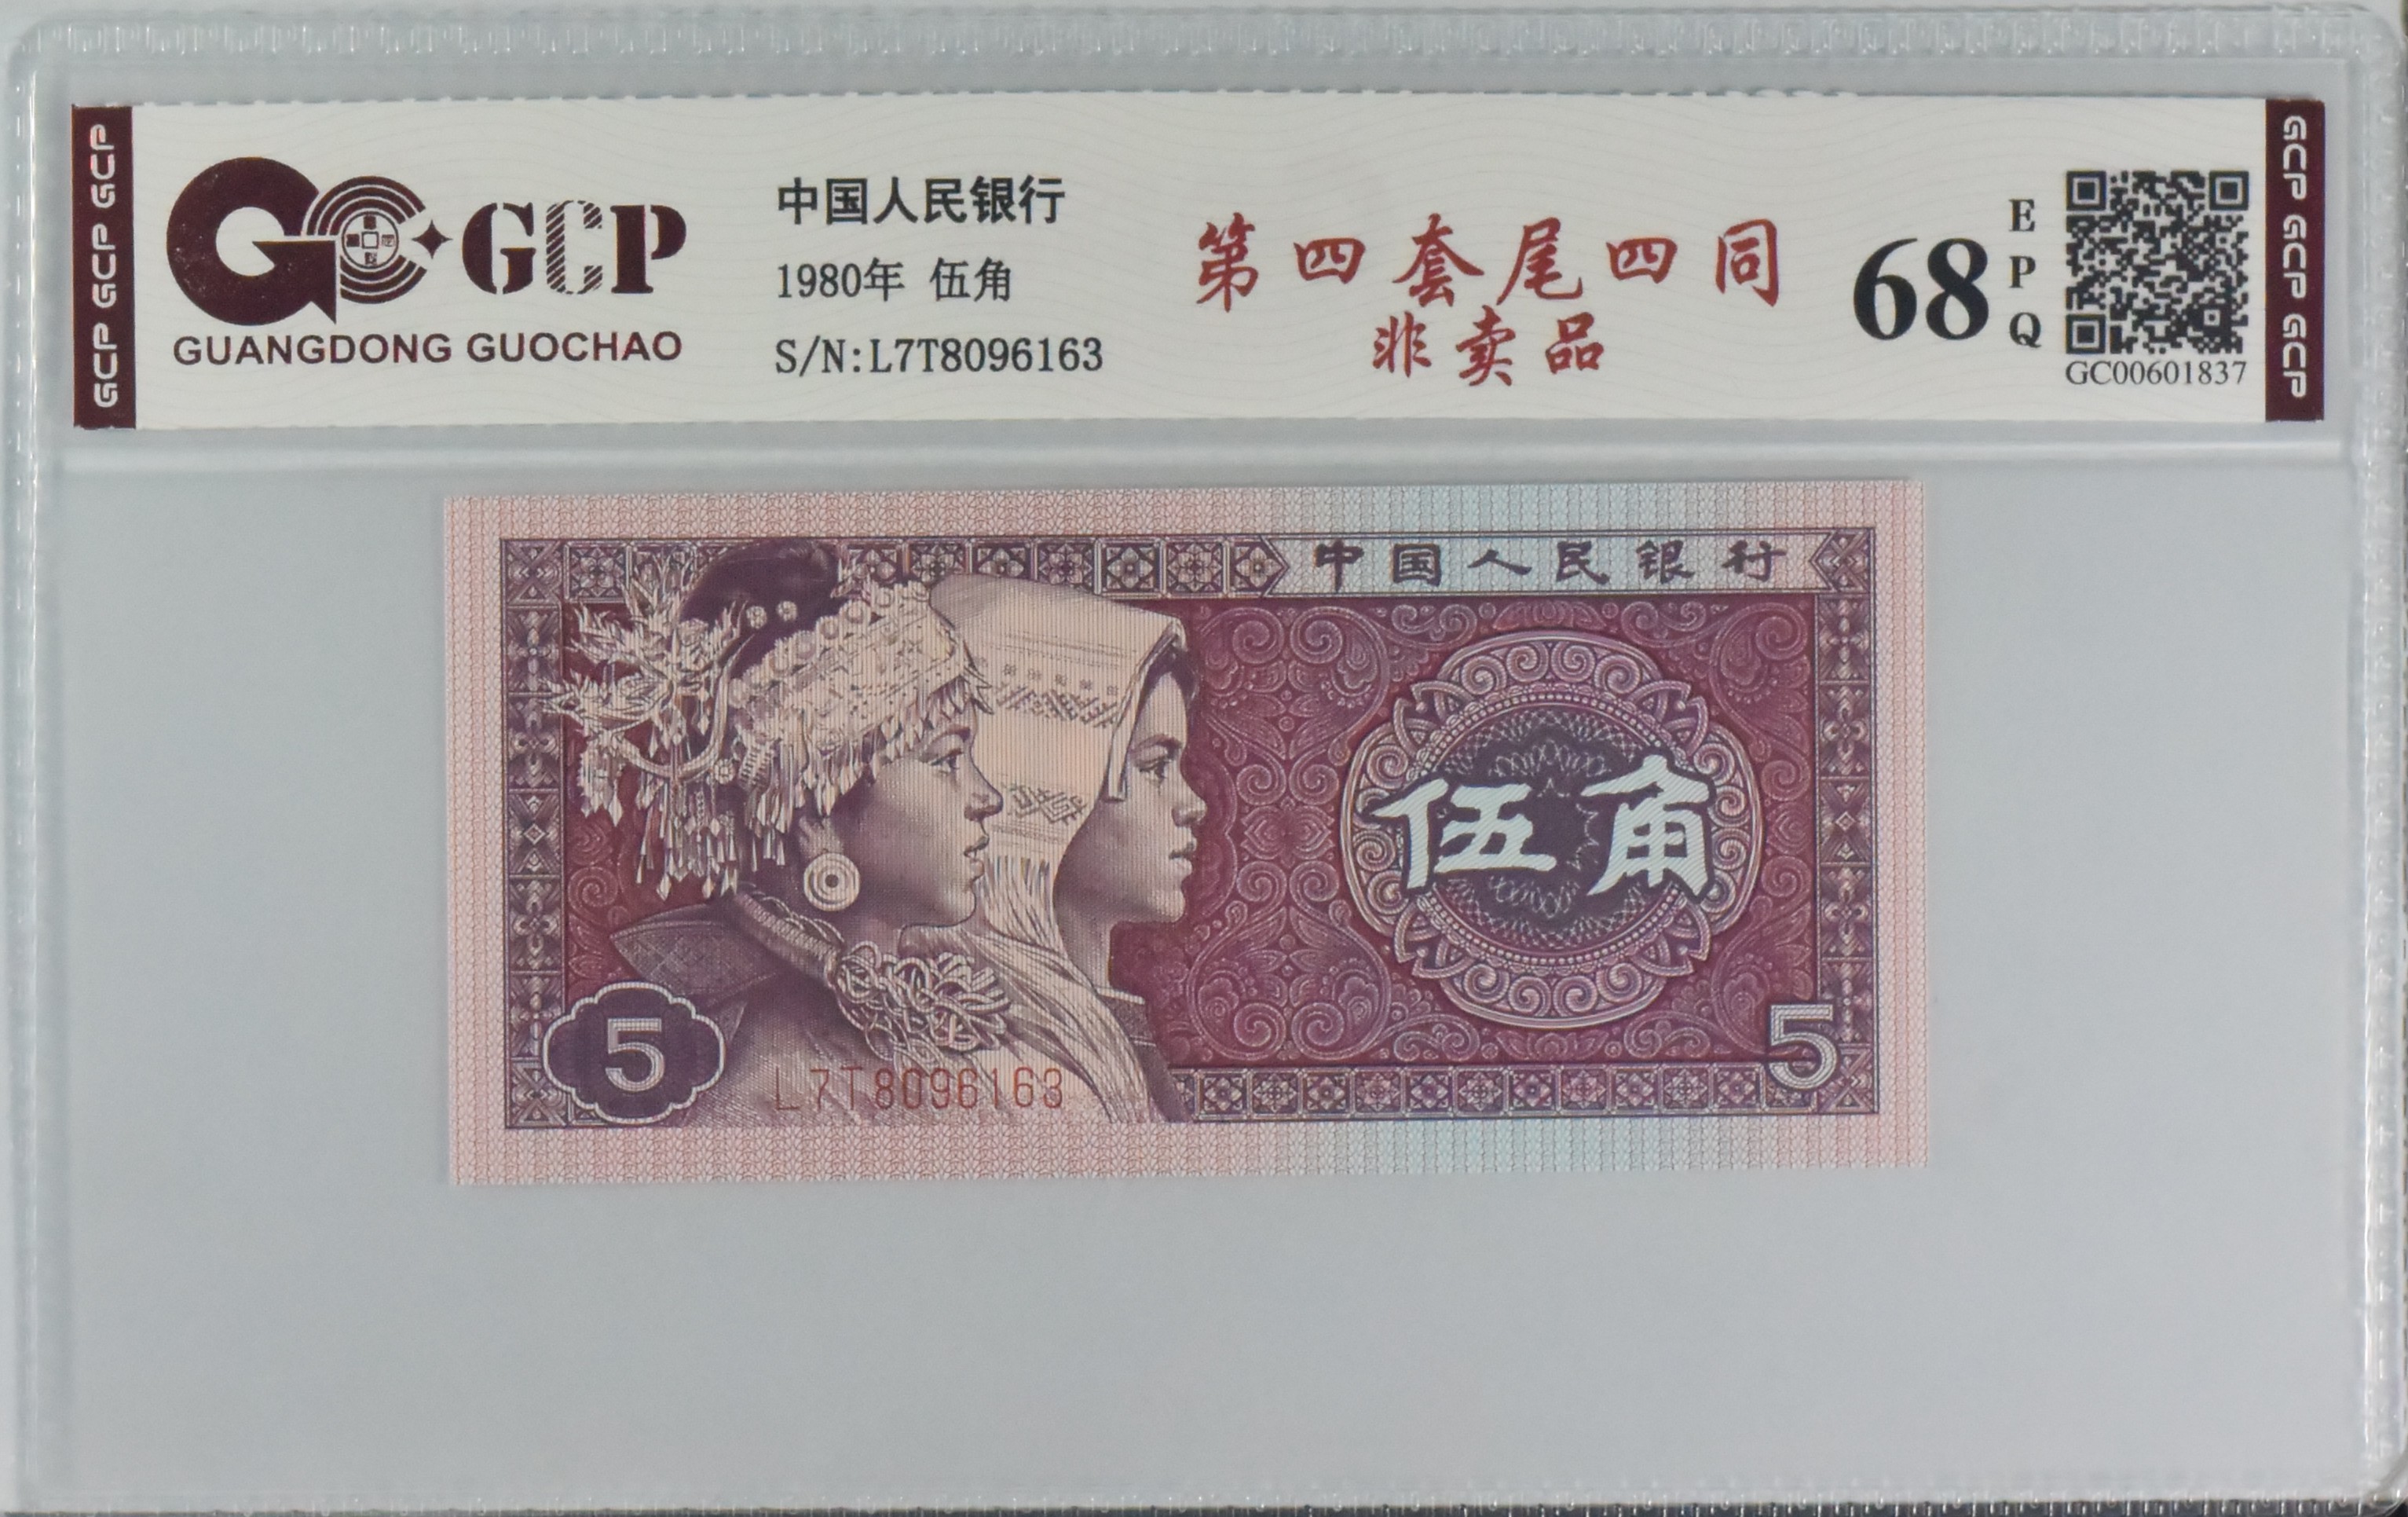 GCP GCP GCP
GCP
GUANGDONG GUOCHAO
中国人民银行
1980年 伍角
S/N:L7T8096163
第四套尾四同
非卖品
68
EPQ
GC00601837
GCP GCP GCP
中国人民银行
伍角
5
L7T8096163
5